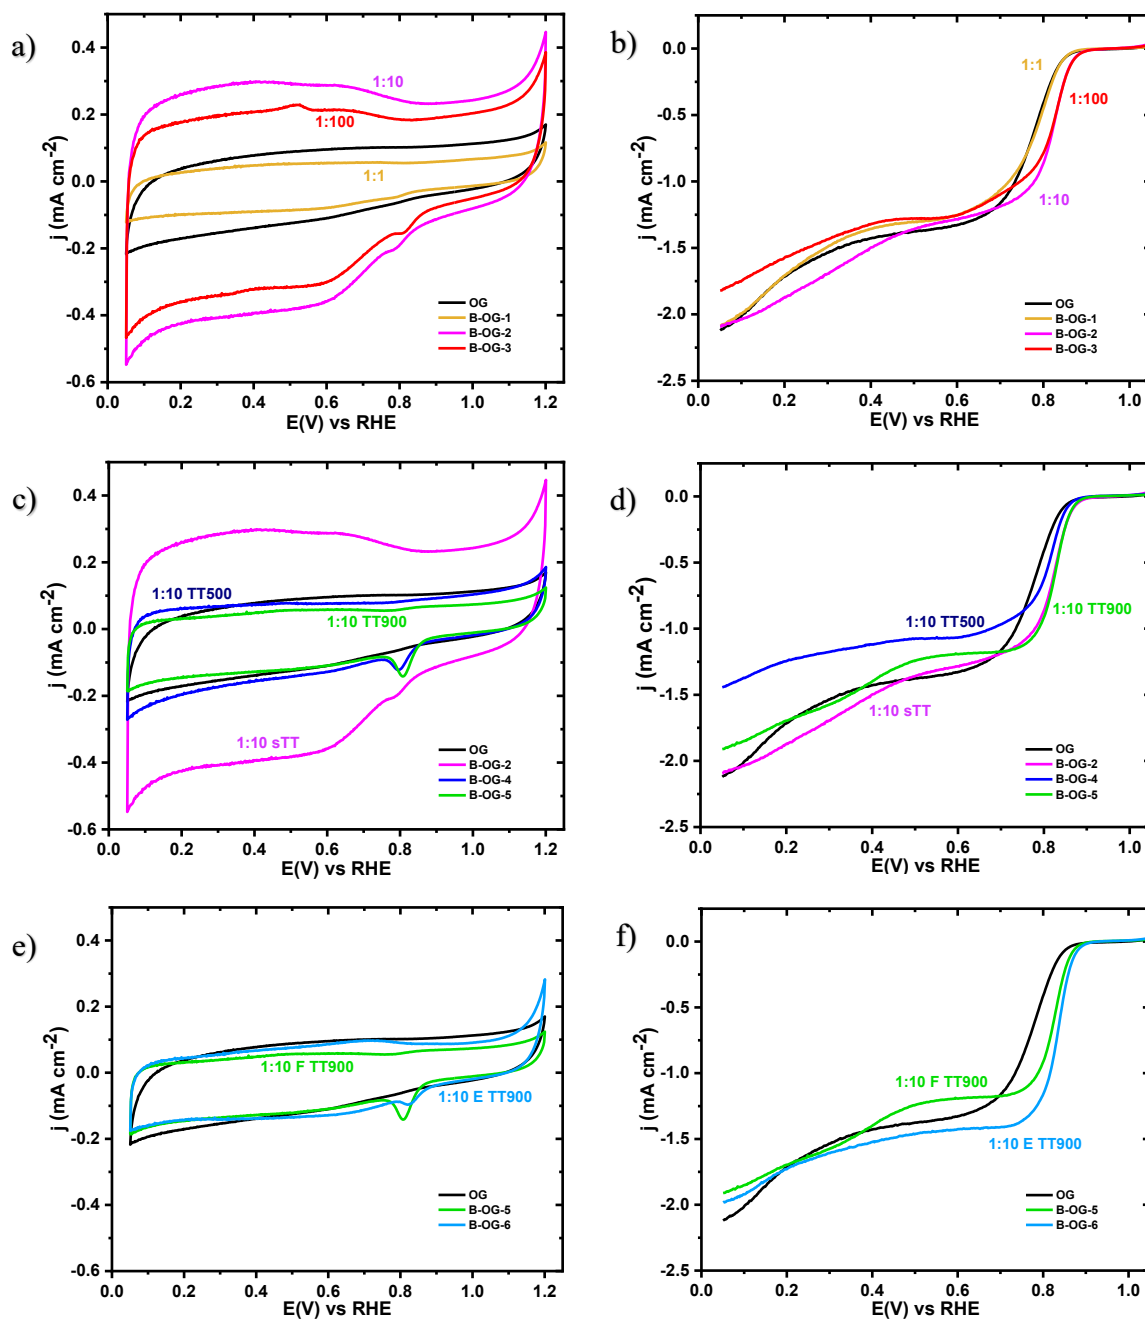 a)
j (mA cm-2)
0.4
0.2
0.0
-0.2
-0.4
-0.6
1:10
1:100
1:1
OG
B-OG-1
B-OG-2
B-OG-3
0.0 0.2 0.4 0.6 0.8 1.0 1.2
E(V) vs RHE
b)
j (mA cm-2)
0.0
-0.5
-1.0
-1.5
-2.0
-2.5
1:1
1:100
1:10
OG
B-OG-1
B-OG-2
B-OG-3
0.0 0.2 0.4 0.6 0.8 1.0
E(V) vs RHE
c)
j (mA cm-2)
0.4
0.2
0.0
-0.2
-0.4
-0.6
1:10 TT500
1:10 TT900
1:10 sTT
OG
B-OG-2
B-OG-4
B-OG-5
0.0 0.2 0.4 0.6 0.8 1.0 1.2
E(V) vs RHE
d)
j (mA cm-2)
0.0
-0.5
-1.0
-1.5
-2.0
-2.5
1:10 TT500
1:10 TT900
1:10 sTT
OG
B-OG-2
B-OG-4
B-OG-5
0.0 0.2 0.4 0.6 0.8 1.0
E(V) vs RHE
e)
j (mA cm-2)
0.4
0.2
0.0
-0.2
-0.4
-0.6
1:10 F TT900
1:10 E TT900
OG
B-OG-5
B-OG-6
0.0 0.2 0.4 0.6 0.8 1.0 1.2
E(V) vs RHE
f)
j (mA cm-2)
0.0
-0.5
-1.0
-1.5
-2.0
-2.5
1:10 F TT900
1:10 E TT900
OG
B-OG-5
B-OG-6
0.0 0.2 0.4 0.6 0.8 1.0
E(V) vs RHE